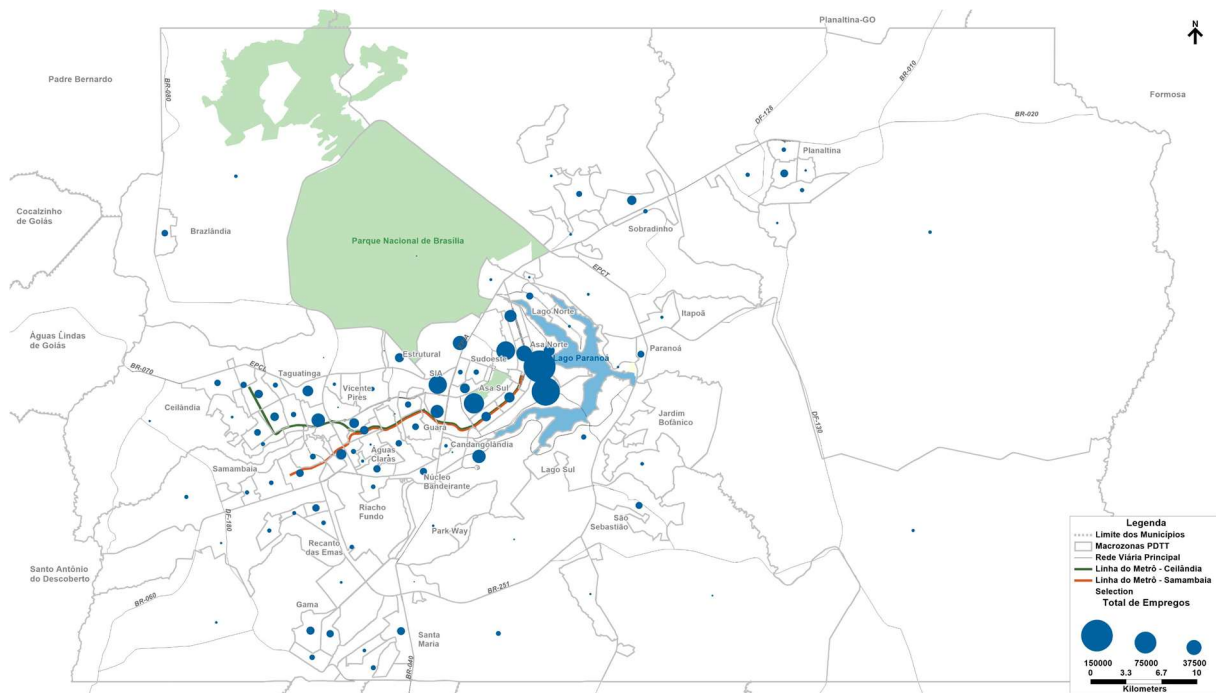 Planaltina-GO
N
Padre Bernardo
BR-080
BR-010
Formosa
DF-128
BR-020
Planaltina
Cocalzinho
de Goiás
Brazlândia
Sobradinho
Parque Nacional de Brasília
EPCT
Lago Norte
Itapoã
Águas Lindas
de Goiás
Asa Norte
Paranoá
Estrutural
Lago Paranoá
Sudoeste
BR-070
EPCL
Taguatinga
SIA
Vicente
Pires
Asa Sul
Ceilândia
Jardim
Botânico
Guará
DF-130
Candangolândia
Águas
Claras
Samambaia
Lago Sul
Núcleo
Bandeirante
Riacho
Fundo
São
Sebastião
DF-180
Park-Way
Recanto
das Emas
Santo Antônio
do Descoberto
BR-060
BR-251
Gama
Santa
Maria
BR-040
Legenda
Limite dos Municípios
Macrozonas PDTT
Rede Viária Principal
Linha do Metrô - Ceilândia
Linha do Metrô - Samambaia
Selection
Total de Empregos
150000 75000 37500
0 3.3 6.7 10
Kilometers